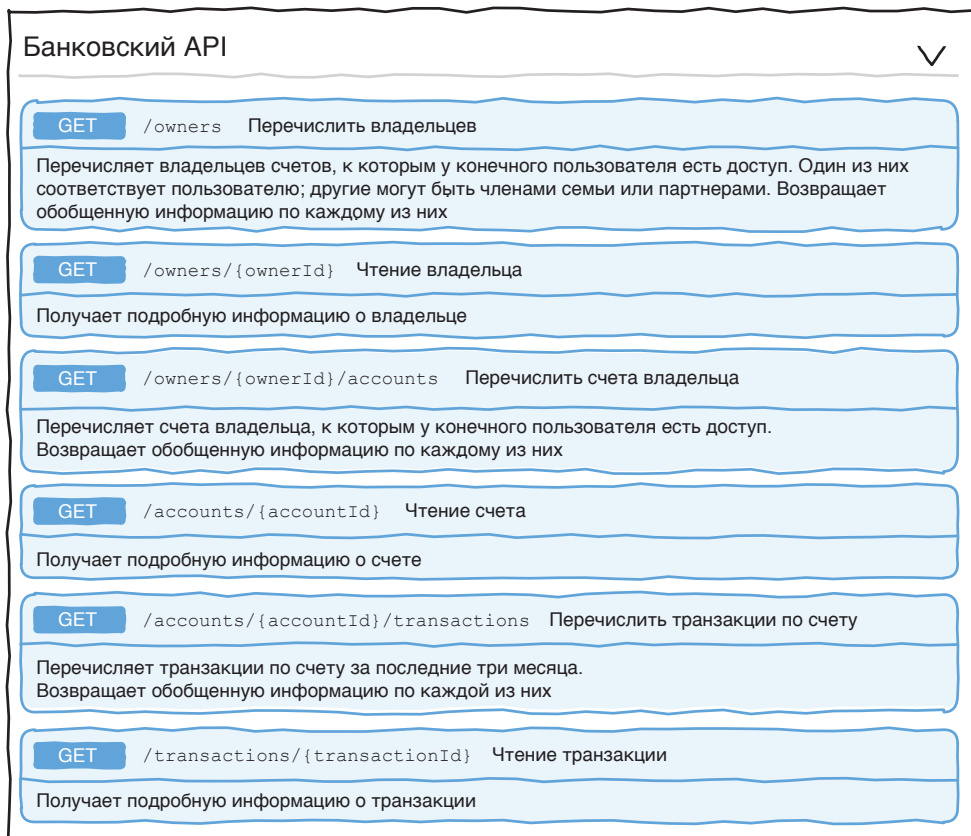 Банковский API
GET /owners Перечислить владельцев
Перечисляет владельцев счетов, к которым у конечного пользователя есть доступ. Один из них
соответствует пользователю; другие могут быть членами семьи или партнерами. Возвращает
обобщенную информацию по каждому из них
GET /owners/{ownerId} Чтение владельца
Получает подробную информацию о владельце
GET /owners/{ownerId}/accounts Перечислить счета владельца
Перечисляет счета владельца, к которым у конечного пользователя есть доступ.
Возвращает обобщенную информацию по каждому из них
GET /accounts/{accountId} Чтение счета
Получает подробную информацию о счете
GET /accounts/{accountId}/transactions Перечислить транзакции по счету
Перечисляет транзакции по счету за последние три месяца.
Возвращает обобщенную информацию по каждой из них
GET /transactions/{transactionId} Чтение транзакции
Получает подробную информацию о транзакции